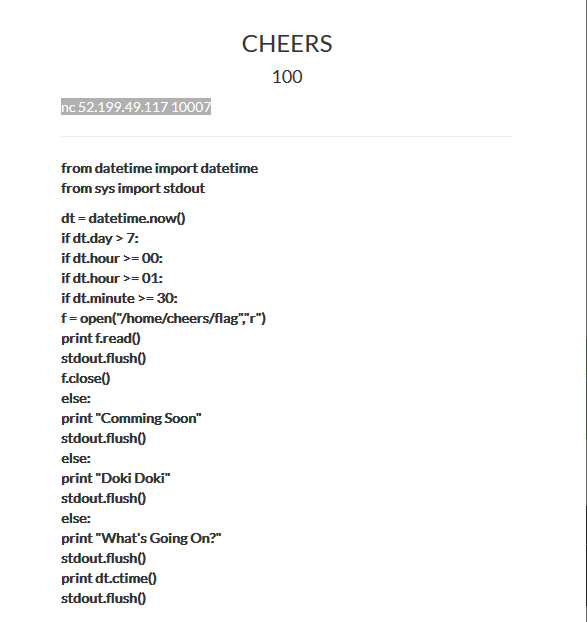 CHEERS
100
nc 52.199.49.117 10007
from datetime import datetime
from sys import stdout
dt = datetime.now()
if dt.day > 7:
if dt.hour >= 00:
if dt.hour >= 01:
if dt.minute >= 30:
f = open("/home/cheers/flag","r")
print f.read()
stdout.flush()
f.close()
else:
print "Comming Soon"
stdout.flush()
else:
print "Doki Doki"
stdout.flush()
else:
print "What's Going On?"
stdout.flush()
print dt.ctime()
stdout.flush()